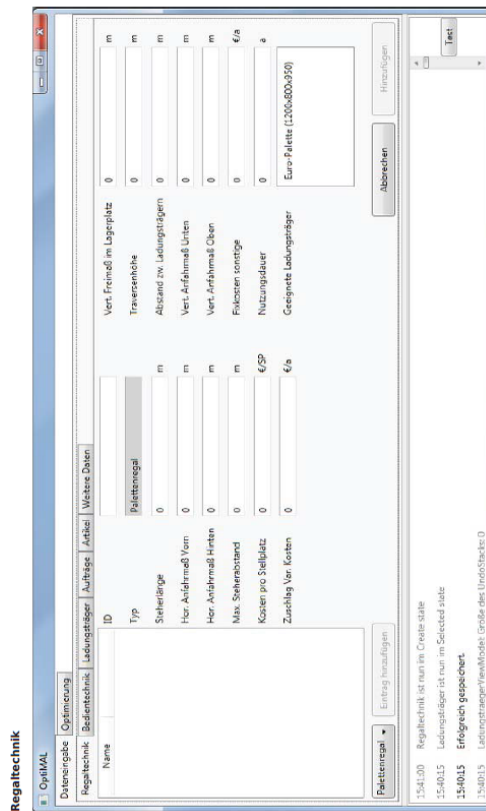 Regaltechnik
OptiMAL
Dateneingabe Optimierung
Regaltechnik Bedientechnik Ladungsträger Aufträge Artikel Weitere Daten
Name
ID
Typ Palettenregal
Steherlänge 0 m
Hor. Anfahrmaß Vorn 0 m
Hor. Anfahrmaß Hinten 0 m
Max. Steherabstand 0 m
Kosten pro Stellplatz 0 €/SP
Zuschlag Var. Kosten 0 €/a
Vert. Freimaß im Lagerplatz 0 m
Traversenhöhe 0 m
Abstand zw. Ladungsträgern 0 m
Vert. Anfahrmaß Unten 0 m
Vert. Anfahrmaß Oben 0 m
Fixkosten sonstige 0 €/a
Nutzungsdauer 0 a
Geeignete Ladungsträger Euro-Palette (1200x800x950)
Palettenregal Eintrag hinzufügen
Abbrechen Hinzufügen
15:41:00 Regaltechnik ist nun im Create state
15:40:15 Ladungsträger ist nun im Selected state
15:40:15 Erfolgreich gespeichert.
15:40:15 LadungstraegerViewModel: Größe des UndoStacks: 0
Test